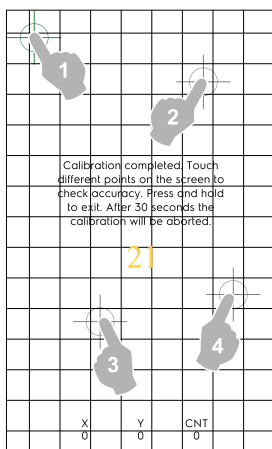 1
2
Calibration completed. Touch
different points on the screen to
check accuracy. Press and hold
to exit. After 30 seconds the
calibration will be aborted.
21
3
4
X Y CNT
0 0 0